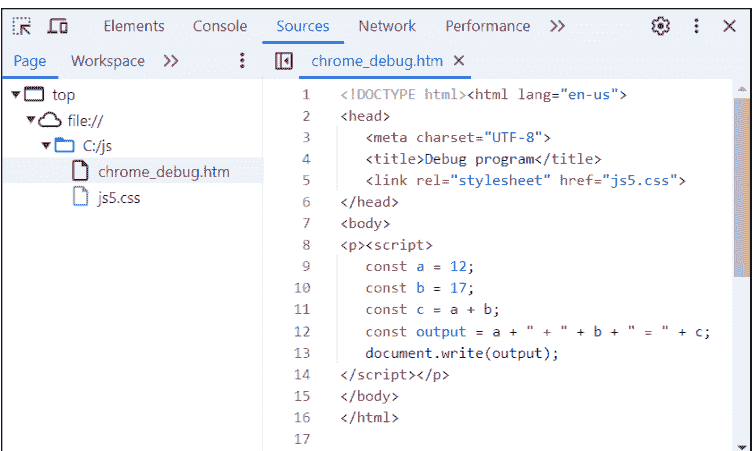 Elements Console Sources Network Performance >>
Page Workspace >> chrome_debug.htm ×
top
file://
C:/js
chrome_debug.htm
js5.css
1 <!DOCTYPE html><html lang="en-us">
2 <head>
3 <meta charset="UTF-8">
4 <title>Debug program</title>
5 <link rel="stylesheet" href="js5.css">
6 </head>
7 <body>
8 <p><script>
9 const a = 12;
10 const b = 17;
11 const c = a + b;
12 const output = a + " + " + b + " = " + c;
13 document.write(output);
14 </script></p>
15 </body>
16 </html>
17